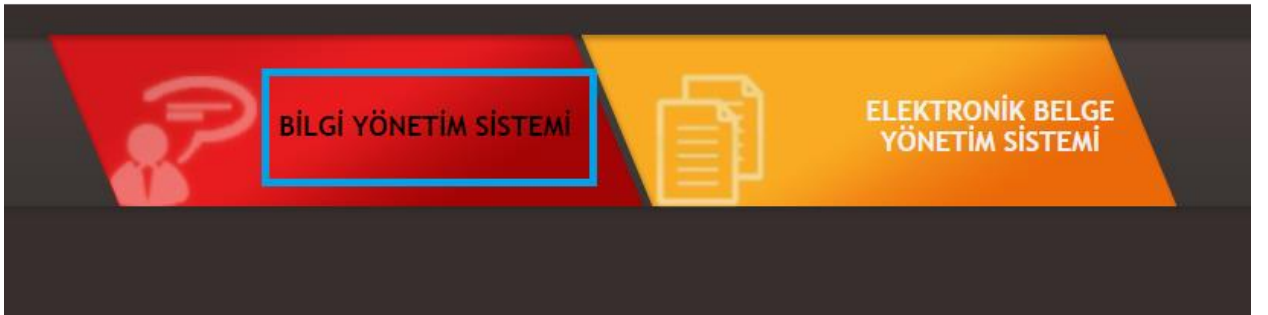 BİLGİ YÖNETİM SİSTEMİ
ELEKTRONİK BELGE
YÖNETİM SİSTEMİ